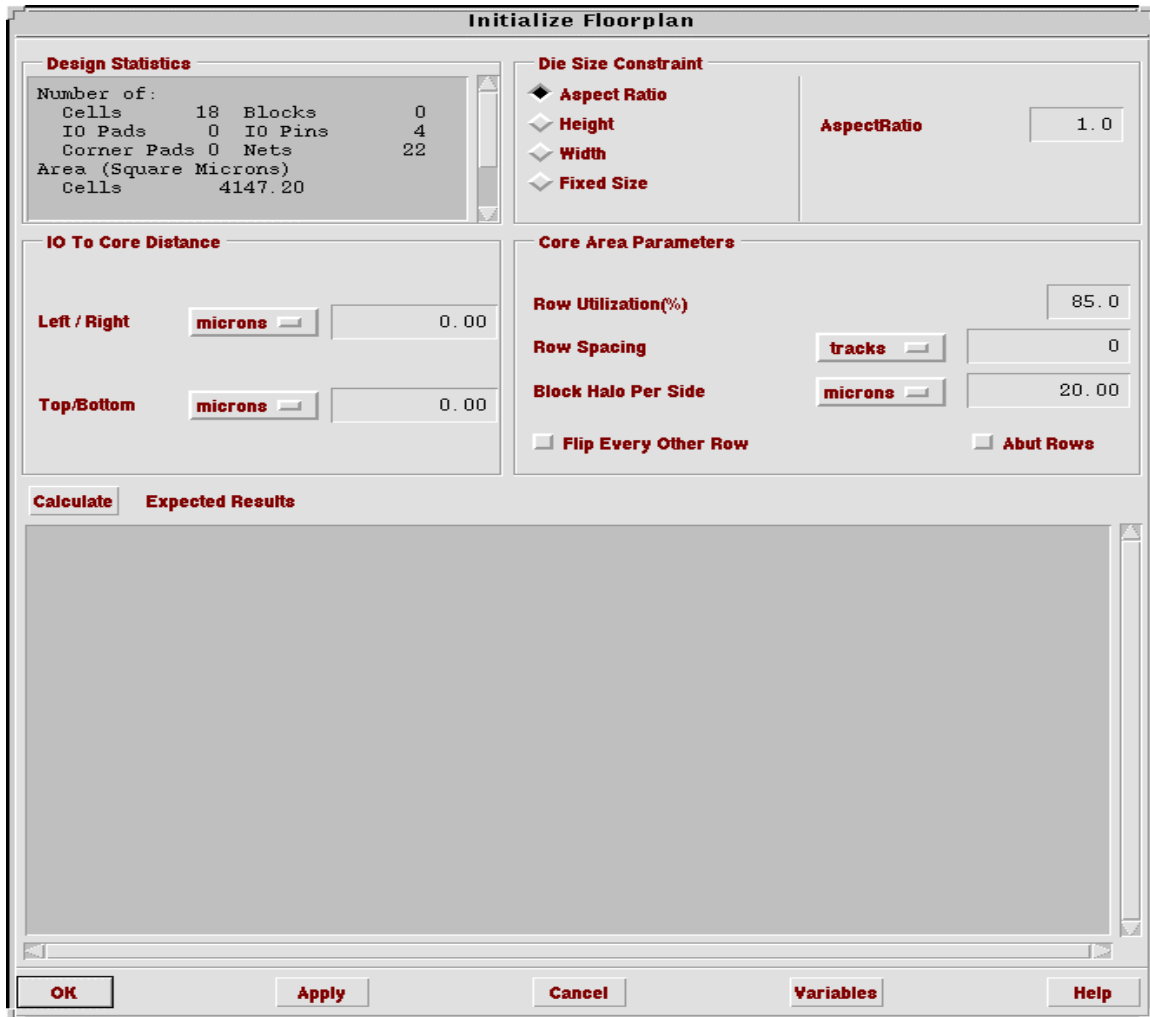 Initialize Floorplan
Design Statistics
Number of:
Cells 18 Blocks 0
IO Pads 0 IO Pins 4
Corner Pads 0 Nets 22
Area (Square Microns)
Cells 4147.20
Die Size Constraint
Aspect Ratio
Height
Width
Fixed Size
AspectRatio 1.0
IO To Core Distance
Left / Right microns 0.00
Top/Bottom microns 0.00
Core Area Parameters
Row Utilization(%) 85.0
Row Spacing tracks 0
Block Halo Per Side microns 20.00
Flip Every Other Row Abut Rows
Calculate Expected Results
OK Apply Cancel Variables Help